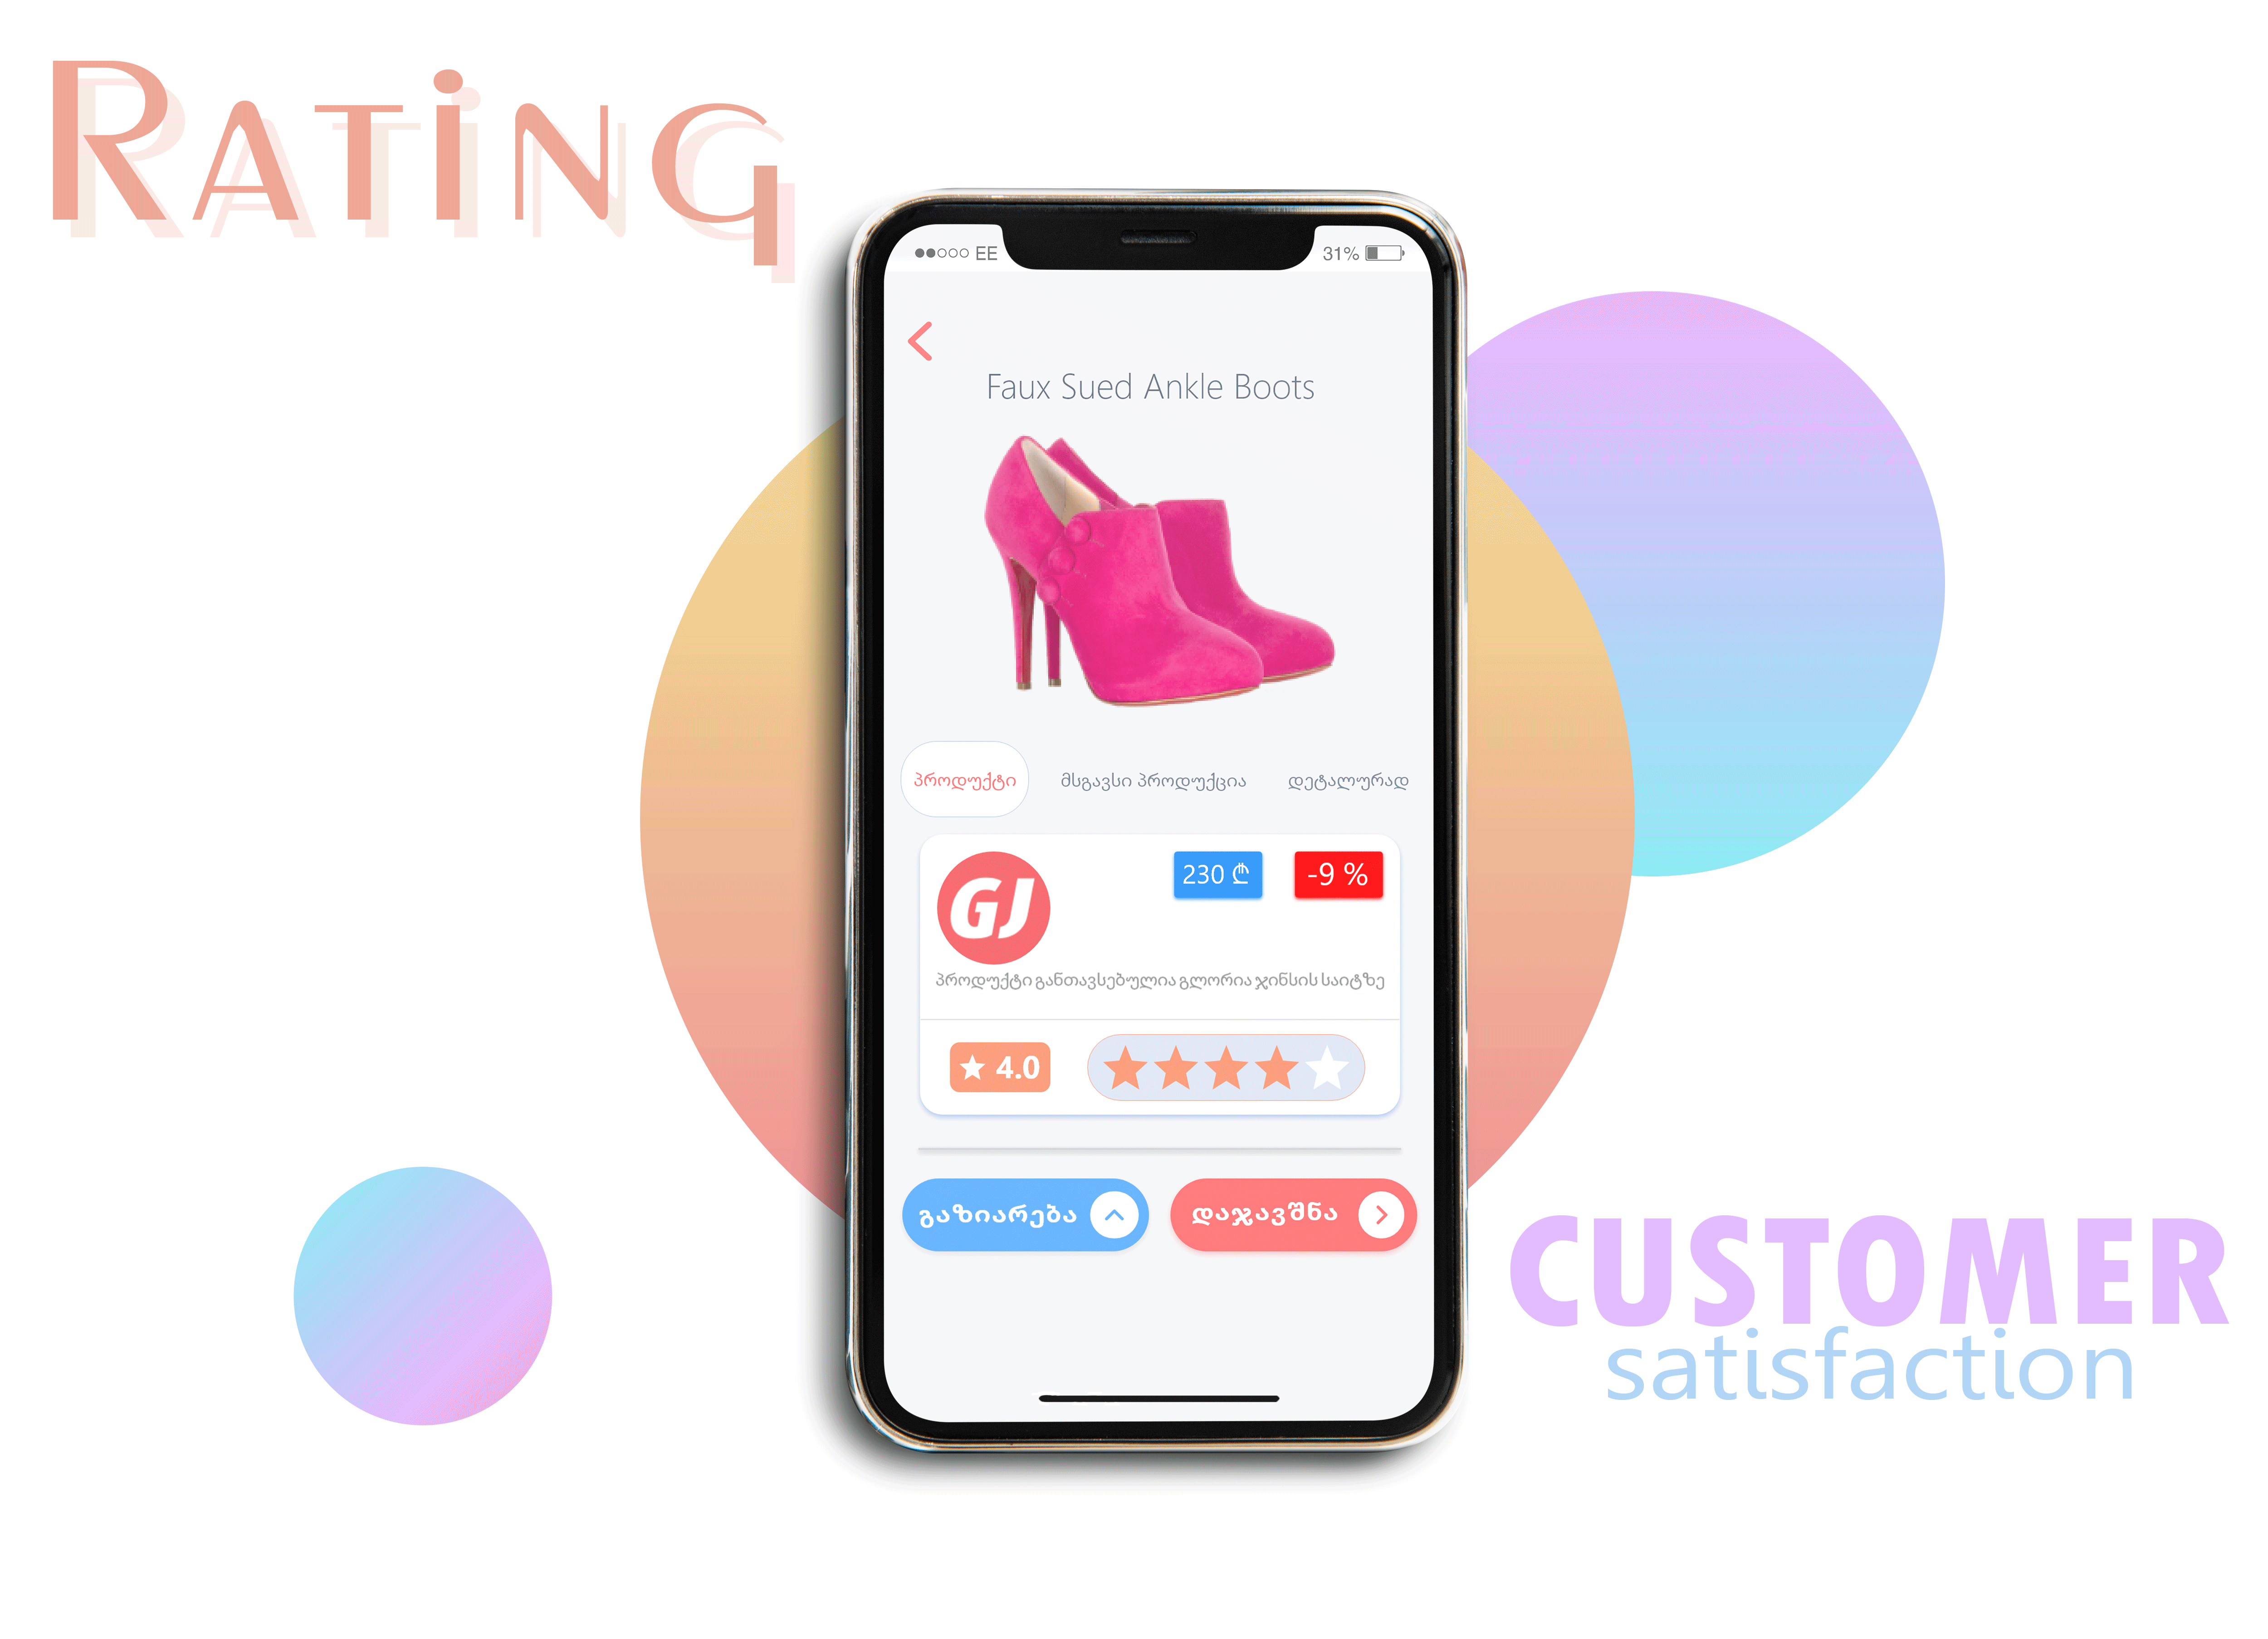 RATiNG
EE
31%
Faux Sued Ankle Boots
პროდუქტი
მსგავსი პროდუქცია
დეტალურად
GJ
230 ₾
-9 %
პროდუქტი განთავსებულია გლორია ჯინსის საიტზე
4.0
გაზიარება
დაჯავშნა
CUSTOMER
satisfaction